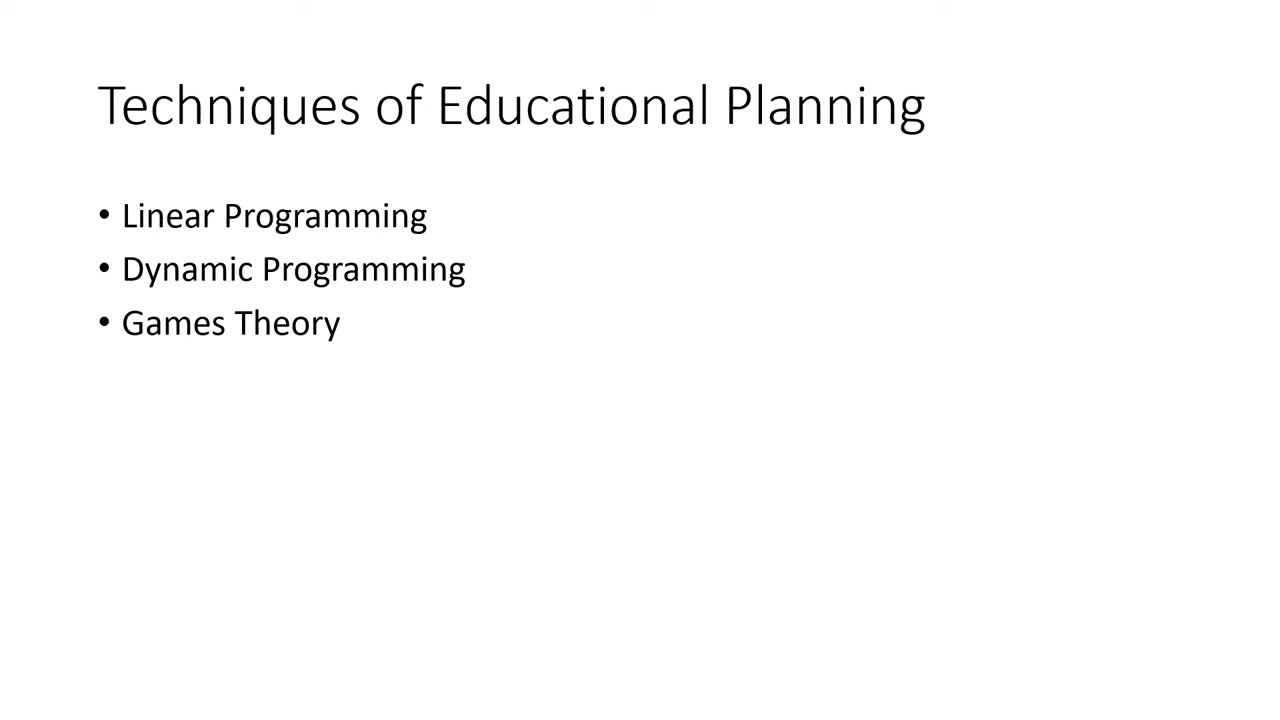 Techniques of Educational Planning
• Linear Programming
• Dynamic Programming
• Games Theory